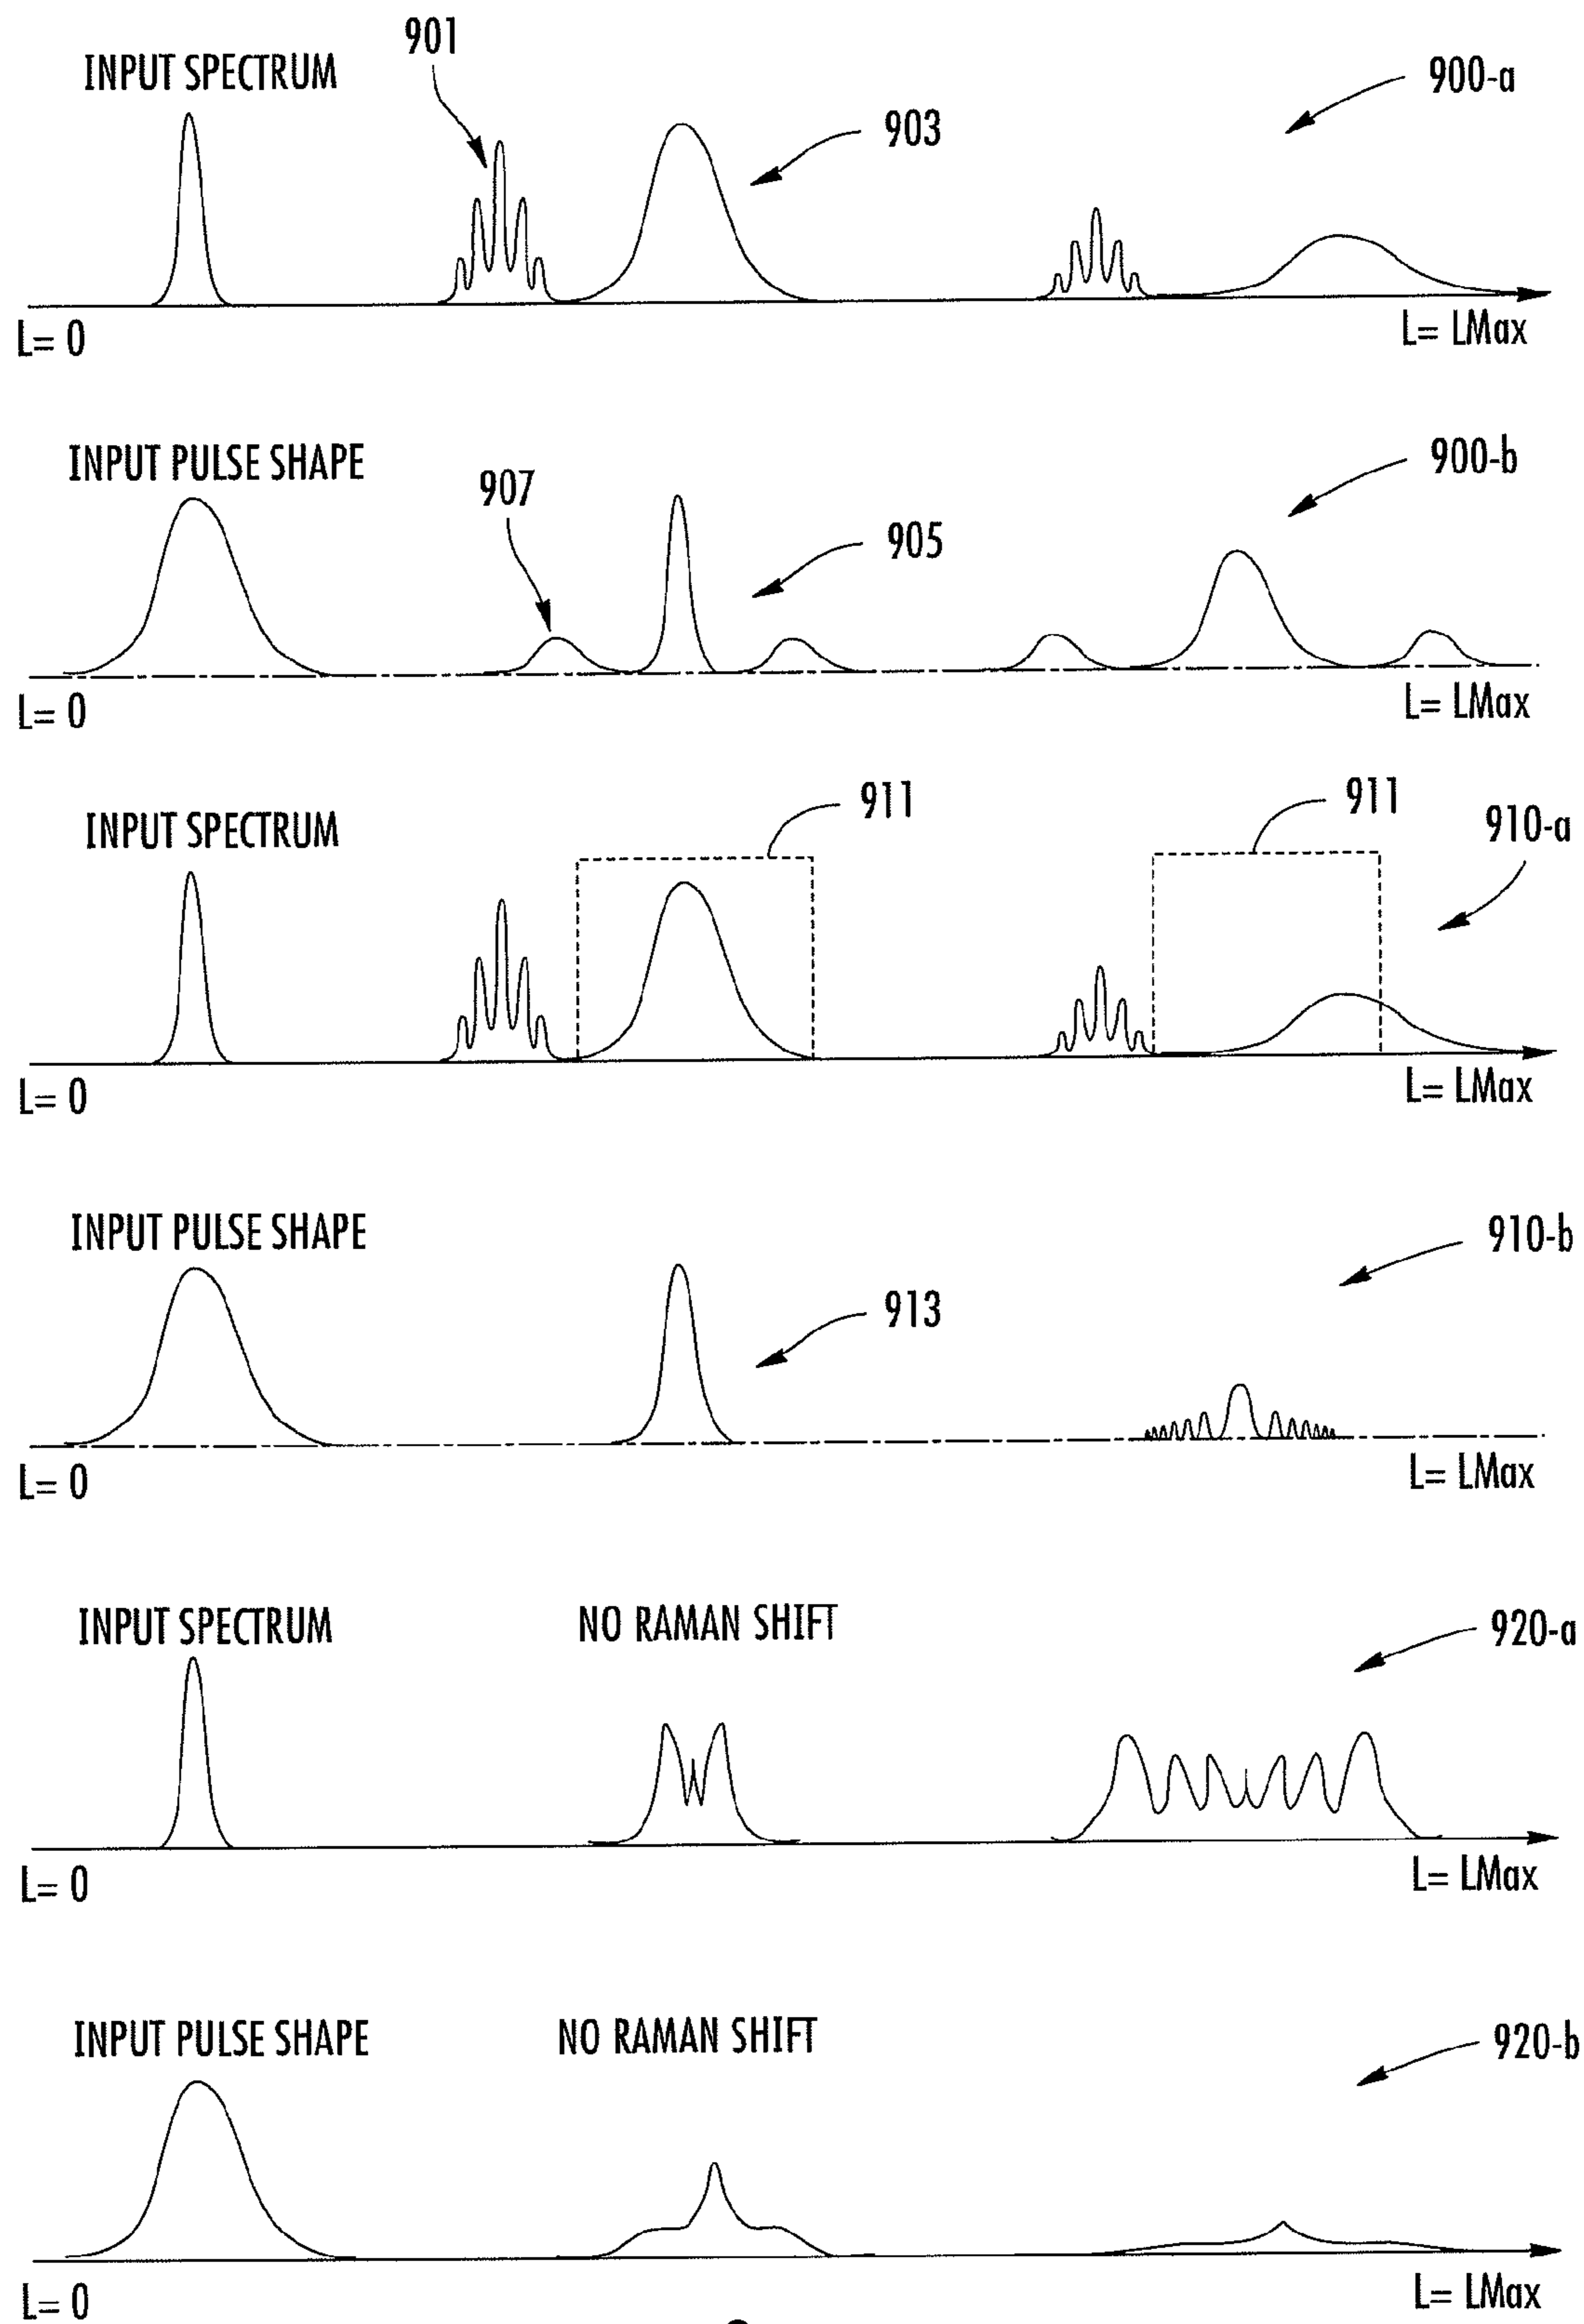 901
INPUT SPECTRUM
900-a
903
L= 0
L= LMax
INPUT PULSE SHAPE
900-b
907
905
L= 0
L= LMax
911
911
INPUT SPECTRUM
910-a
L= 0
L= LMax
INPUT PULSE SHAPE
910-b
913
L= 0
L= LMax
INPUT SPECTRUM
NO RAMAN SHIFT
920-a
L= 0
L= LMax
INPUT PULSE SHAPE
NO RAMAN SHIFT
920-b
L= 0
L= LMax